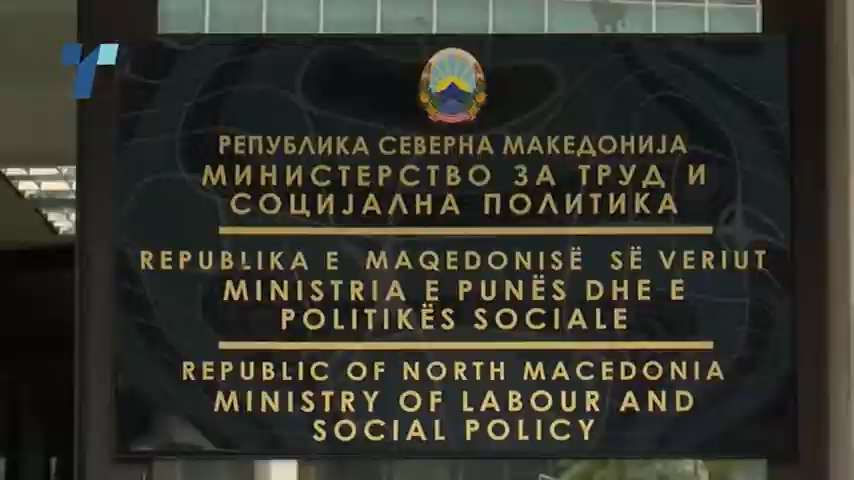 РЕПУБЛИКА СЕВЕРНА МАКЕДОНИЈА
МИНИСТЕРСТВО ЗА ТРУД И
СОЦИЈАЛНА ПОЛИТИКА
REPUBLIKA E MAQEDONISË SË VERIUT
MINISTRIA E PUNËS DHE E
POLITIKËS SOCIALE
REPUBLIC OF NORTH MACEDONIA
MINISTRY OF LABOUR AND
SOCIAL POLICY